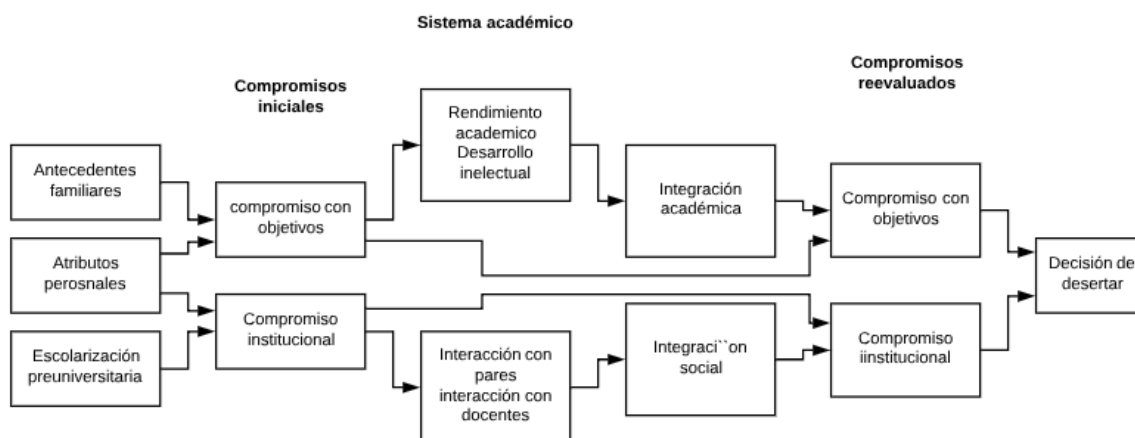 Sistema académico
Compromisos
iniciales
Compromisos
reevaluados
Antecedentes
familiares
Atributos
perosnales
Escolarización
preuniversitaria
compromiso con
objetivos
Compromiso
institucional
Rendimiento
academico
Desarrollo
inelectual
Interacción con
pares
interacción con
docentes
Integración
académica
Integraci``on
social
Compromiso con
objetivos
Compromiso
iinstitucional
Decisión de
desertar